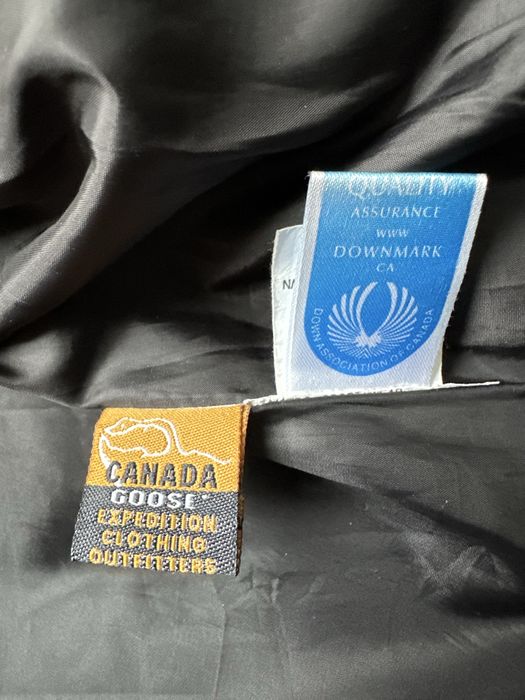 QUALITY
ASSURANCE
WWW
DOWNMARK
CA
DOWN ASSOCIATION OF CANADA
CANADA
GOOSE
EXPEDITION
CLOTHING
OUTFITTERS